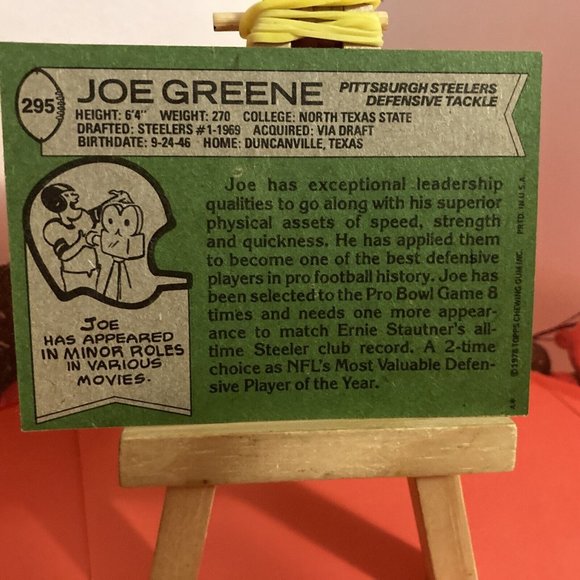 295
JOE GREENE
PITTSBURGH STEELERS
DEFENSIVE TACKLE
HEIGHT: 6'4" WEIGHT: 270 COLLEGE: NORTH TEXAS STATE
DRAFTED: STEELERS #1-1969 ACQUIRED: VIA DRAFT
BIRTHDATE: 9-24-46 HOME: DUNCANVILLE, TEXAS
JOE
HAS APPEARED
IN MINOR ROLES
IN VARIOUS
MOVIES.
Joe has exceptional leadership
qualities to go along with his superior
physical assets of speed, strength
and quickness. He has applied them
to become one of the best defensive
players in pro football history. Joe has
been selected to the Pro Bowl Game 8
times and needs one more appear-
ance to match Ernie Stautner's all-
time Steeler club record. A 2-time
choice as NFL's Most Valuable Defen-
sive Player of the Year.
© 1978 TOPPS CHEWING GUM INC. PRTD. IN U.S.A.